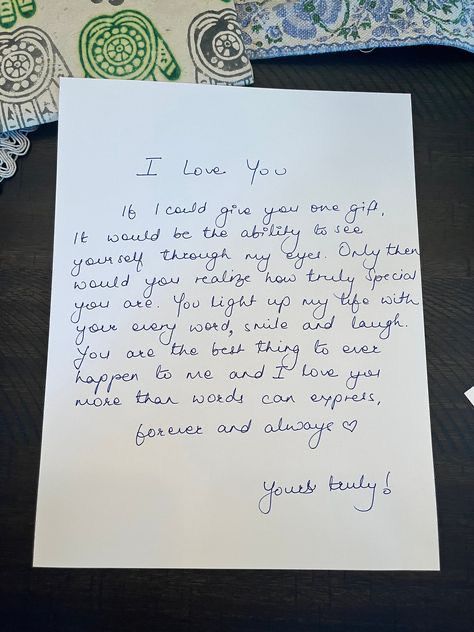 I Love You
If I could give you one gift,
It would be the ability to see
yourself through my eyes. Only then
would you realize how truly special
you are. You light up my life with
your every word, smile and laugh.
You are the best thing to ever
happen to me and I love you
more than words can express,
forever and always ♡
Yours truly!